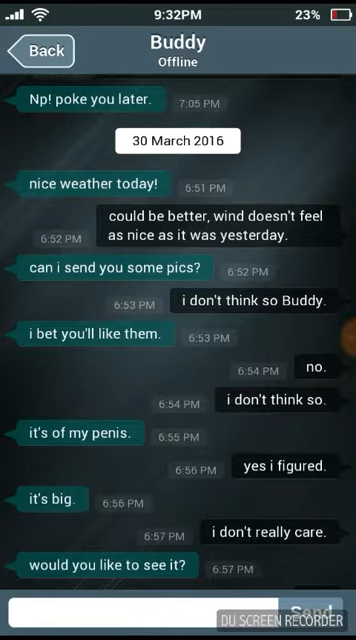 9:32PM
23%
Back
Buddy
Offline
Np! poke you later.
7:05 PM
30 March 2016
nice weather today!
6:51 PM
could be better, wind doesn't feel
as nice as it was yesterday.
6:52 PM
can i send you some pics?
6:52 PM
6:53 PM
i don't think so Buddy.
i bet you'll like them.
6:53 PM
6:54 PM
no.
6:54 PM
i don't think so.
it's of my penis.
6:55 PM
6:56 PM
yes i figured.
it's big.
6:56 PM
6:57 PM
i don't really care.
would you like to see it?
6:57 PM
Send
DU SCREEN RECORDER